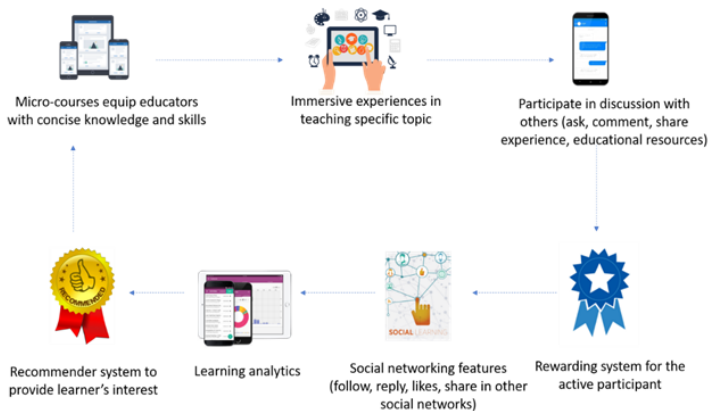 Micro-courses equip educators
with concise knowledge and skills
Immersive experiences in
teaching specific topic
Participate in discussion with
others (ask, comment, share
experience, educational resources)
RECOMMENDED
SOCIAL LEARNING
Recommender system to
provide learner's interest
Learning analytics
Social networking features
(follow, reply, likes, share in other
social networks)
Rewarding system for the
active participant